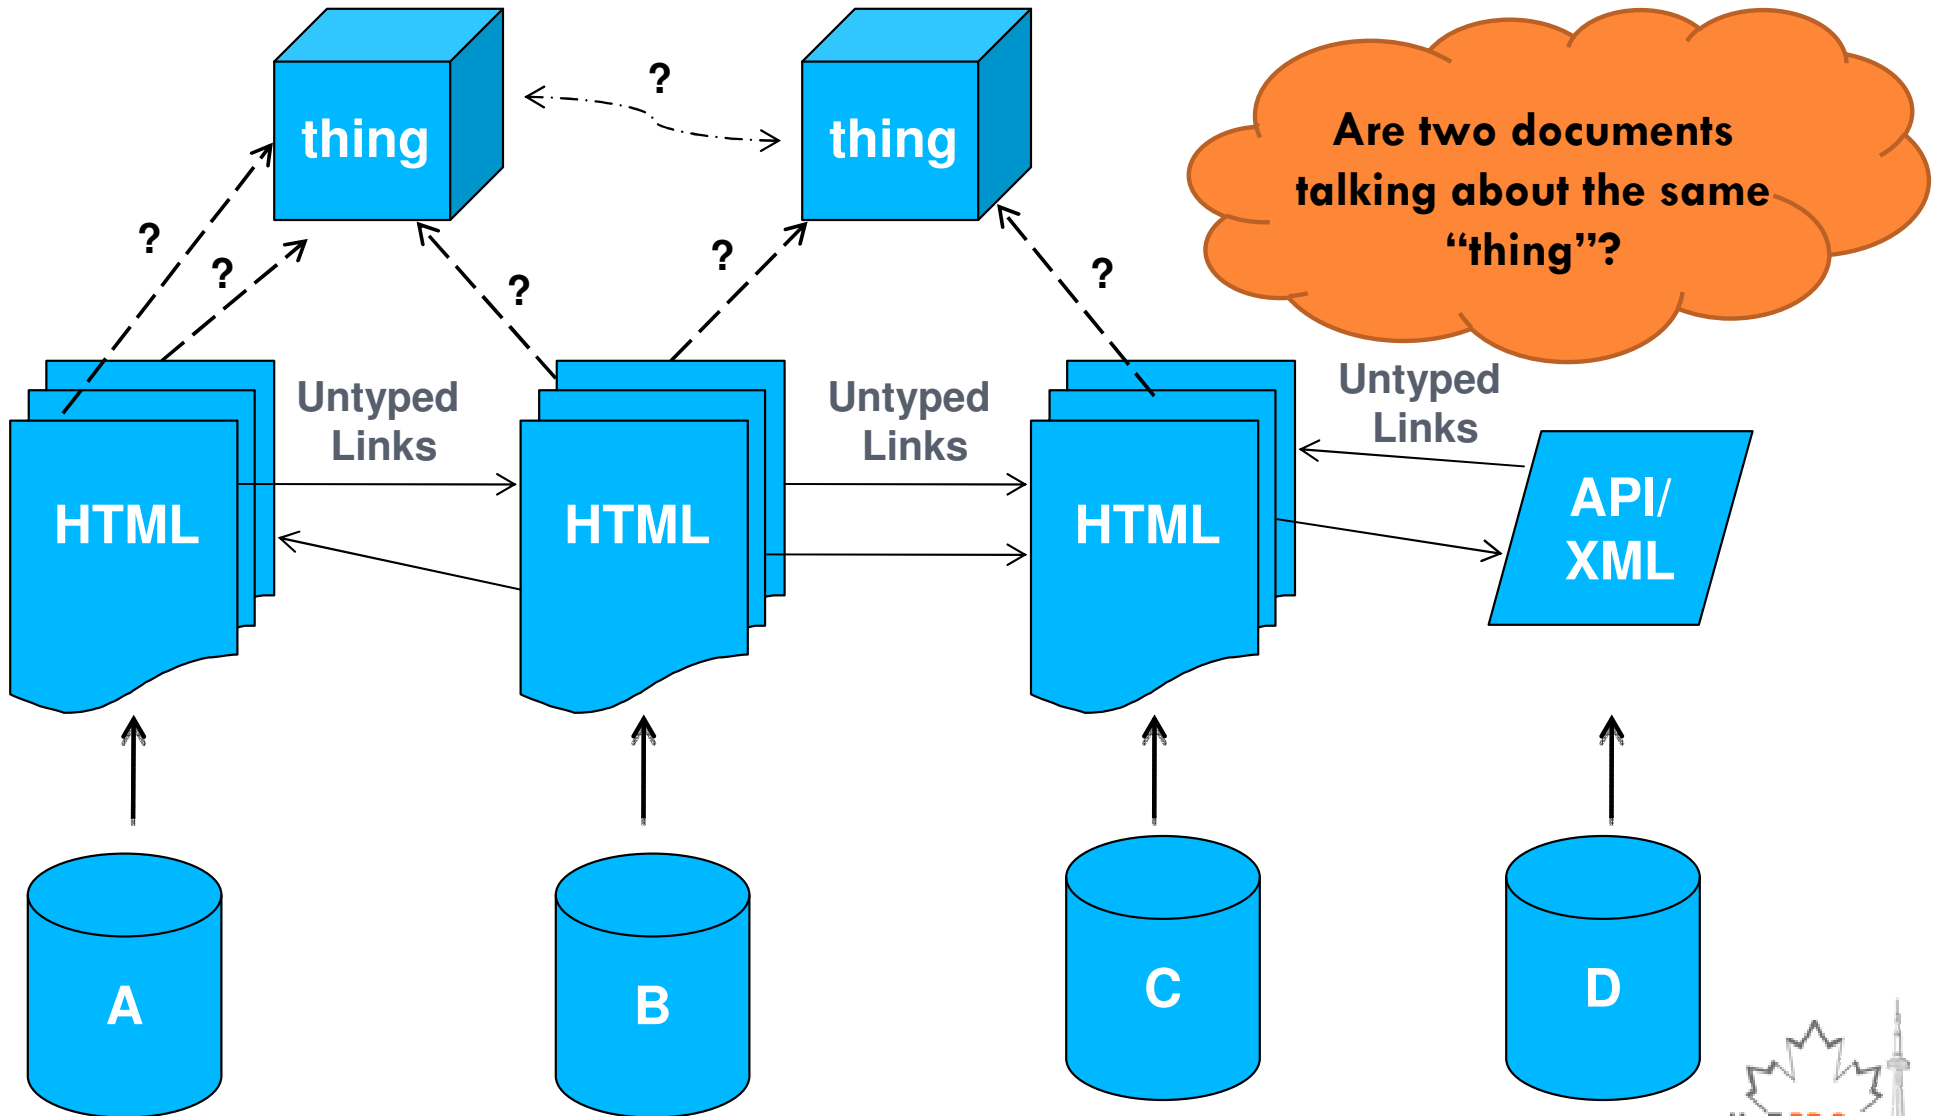 ?
thing
thing
Are two documents
talking about the same
“thing”?
?
?
?
?
?
Untyped
Links
Untyped
Links
Untyped
Links
HTML
HTML
HTML
API/
XML
A
B
C
D